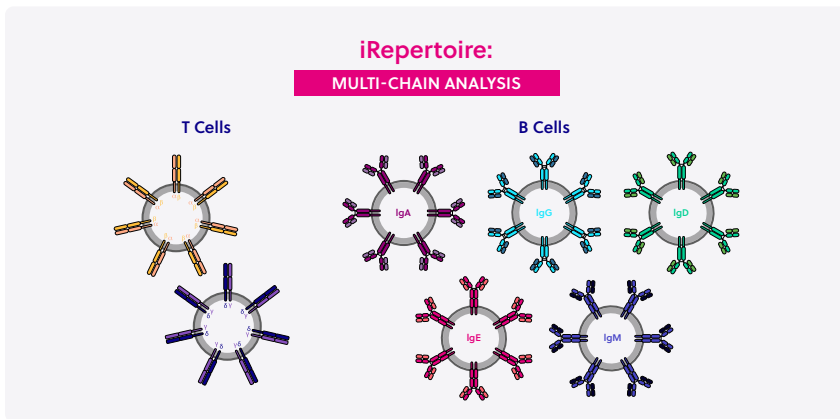 iRepertoire:
MULTI-CHAIN ANALYSIS
T Cells
B Cells
IgA
IgG
IgD
δ γ
δ γ
δ γ
γ δ
γ δ
γ δ
γ δ
IgE
IgM